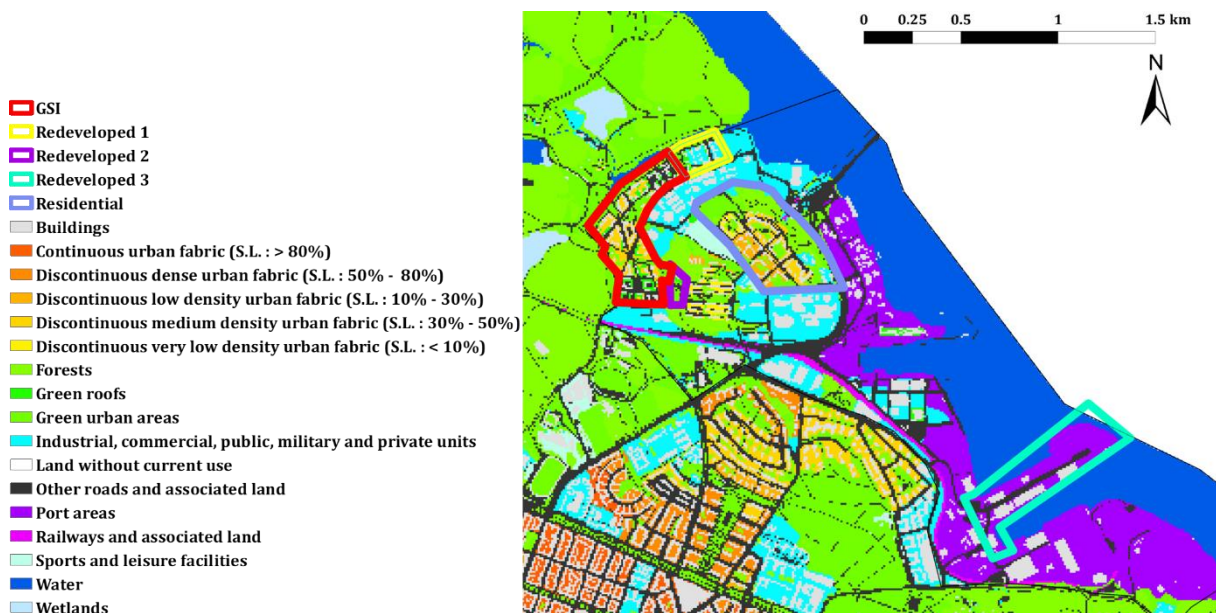 0 0.25 0.5 1 1.5 km
N
GSI
Redeveloped 1
Redeveloped 2
Redeveloped 3
Residential
Buildings
Continuous urban fabric (S.L. : > 80%)
Discontinuous dense urban fabric (S.L. : 50% - 80%)
Discontinuous low density urban fabric (S.L. : 10% - 30%)
Discontinuous medium density urban fabric (S.L. : 30% - 50%)
Discontinuous very low density urban fabric (S.L. : < 10%)
Forests
Green roofs
Green urban areas
Industrial, commercial, public, military and private units
Land without current use
Other roads and associated land
Port areas
Railways and associated land
Sports and leisure facilities
Water
Wetlands